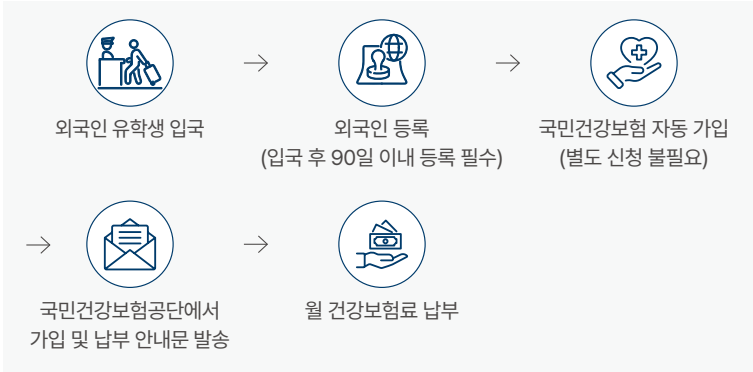 외국인 유학생 입국
외국인 등록
(입국 후 90일 이내 등록 필수)
국민건강보험 자동 가입
(별도 신청 불필요)
국민건강보험공단에서
가입 및 납부 안내문 발송
월 건강보험료 납부